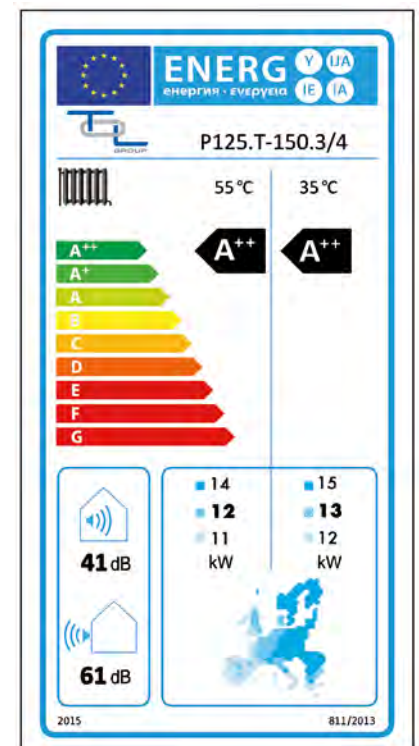 ENERG Y IJA
енергия · ενεργεια IE IA
GROUP
P125.T-150.3/4
55 °C 35 °C
A++ A++
A++
A+
A
B
C
D
E
F
G
14 15
12 13
11 12
kW kW
41 dB
61 dB
2015 811/2013